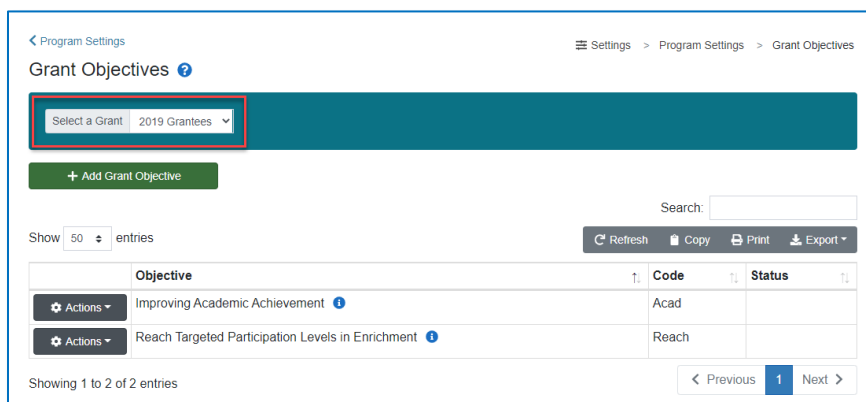 Program Settings
Settings > Program Settings > Grant Objectives
Grant Objectives ?
Select a Grant 2019 Grantees
+ Add Grant Objective
Search:
Show 50 entries
Refresh Copy Print Export
Objective Code Status
Actions Improving Academic Achievement i Acad
Actions Reach Targeted Participation Levels in Enrichment i Reach
Showing 1 to 2 of 2 entries
< Previous 1 Next >